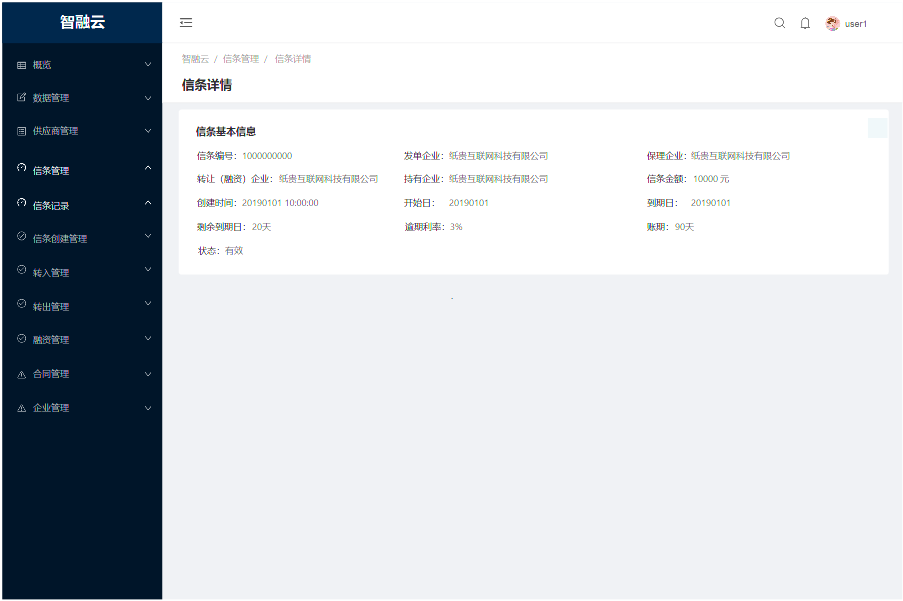 智融云
user1
概览
数据管理
供应商管理
信条管理
信条记录
信条创建管理
转入管理
转出管理
融资管理
合同管理
企业管理
智融云 / 信条管理 / 信条详情
信条详情
信条基本信息
信条编号：1000000000 发单企业：纸贵互联网科技有限公司 保理企业：纸贵互联网科技有限公司
转让（融资）企业：纸贵互联网科技有限公司 持有企业：纸贵互联网科技有限公司 信条金额：10000 元
创建时间：20190101 10:00:00 开始日： 20190101 到期日： 20190101
剩余到期日：20天 逾期利率：3% 账期：90天
状态：有效